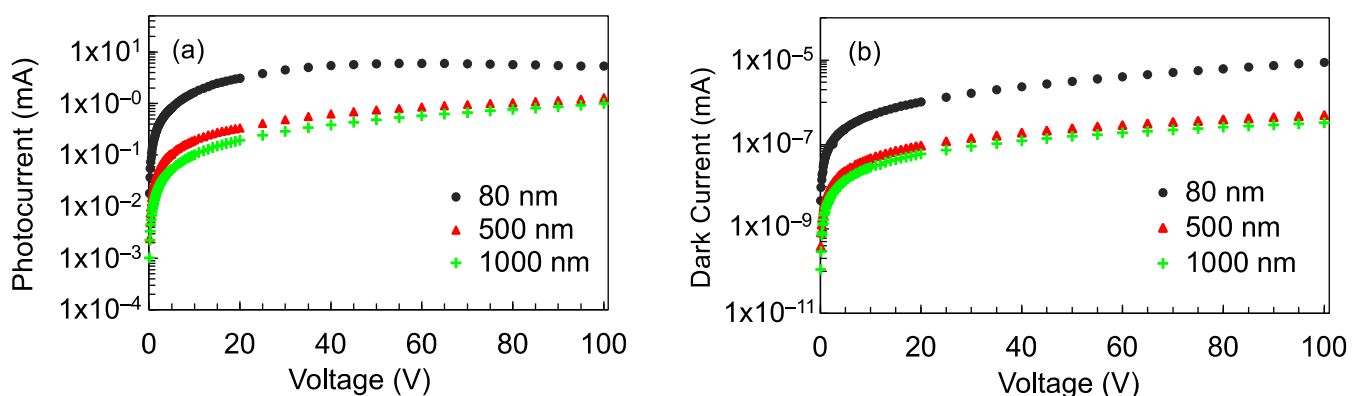 (a)
Photocurrent (mA)
1x10¹
1x10⁻⁰
1x10⁻¹
1x10⁻²
1x10⁻³
1x10⁻⁴
80 nm
500 nm
1000 nm
0 20 40 60 80 100
Voltage (V)
(b)
Dark Current (mA)
1x10⁻⁵
1x10⁻⁷
1x10⁻⁹
1x10⁻¹¹
80 nm
500 nm
1000 nm
0 20 40 60 80 100
Voltage (V)